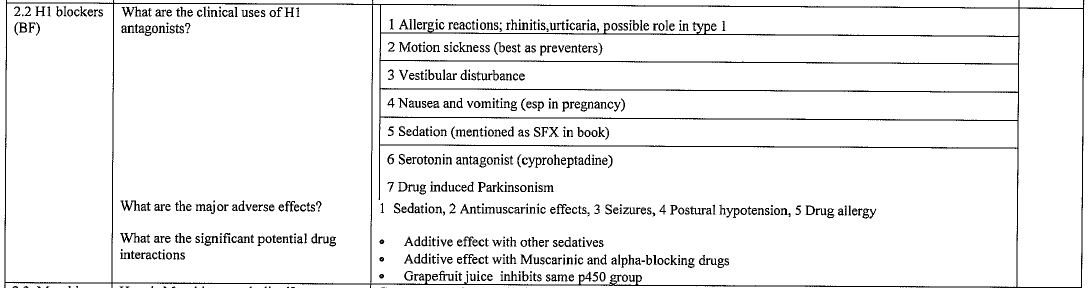 2.2 H1 blockers
(BF)
What are the clinical uses of H1
antagonists?
1 Allergic reactions; rhinitis,urticaria, possible role in type 1
2 Motion sickness (best as preventers)
3 Vestibular disturbance
4 Nausea and vomiting (esp in pregnancy)
5 Sedation (mentioned as SFX in book)
6 Serotonin antagonist (cyproheptadine)
7 Drug induced Parkinsonism
What are the major adverse effects?
1 Sedation, 2 Antimuscarinic effects, 3 Seizures, 4 Postural hypotension, 5 Drug allergy
What are the significant potential drug
interactions
• Additive effect with other sedatives
• Additive effect with Muscarinic and alpha-blocking drugs
• Grapefruit juice inhibits same p450 group